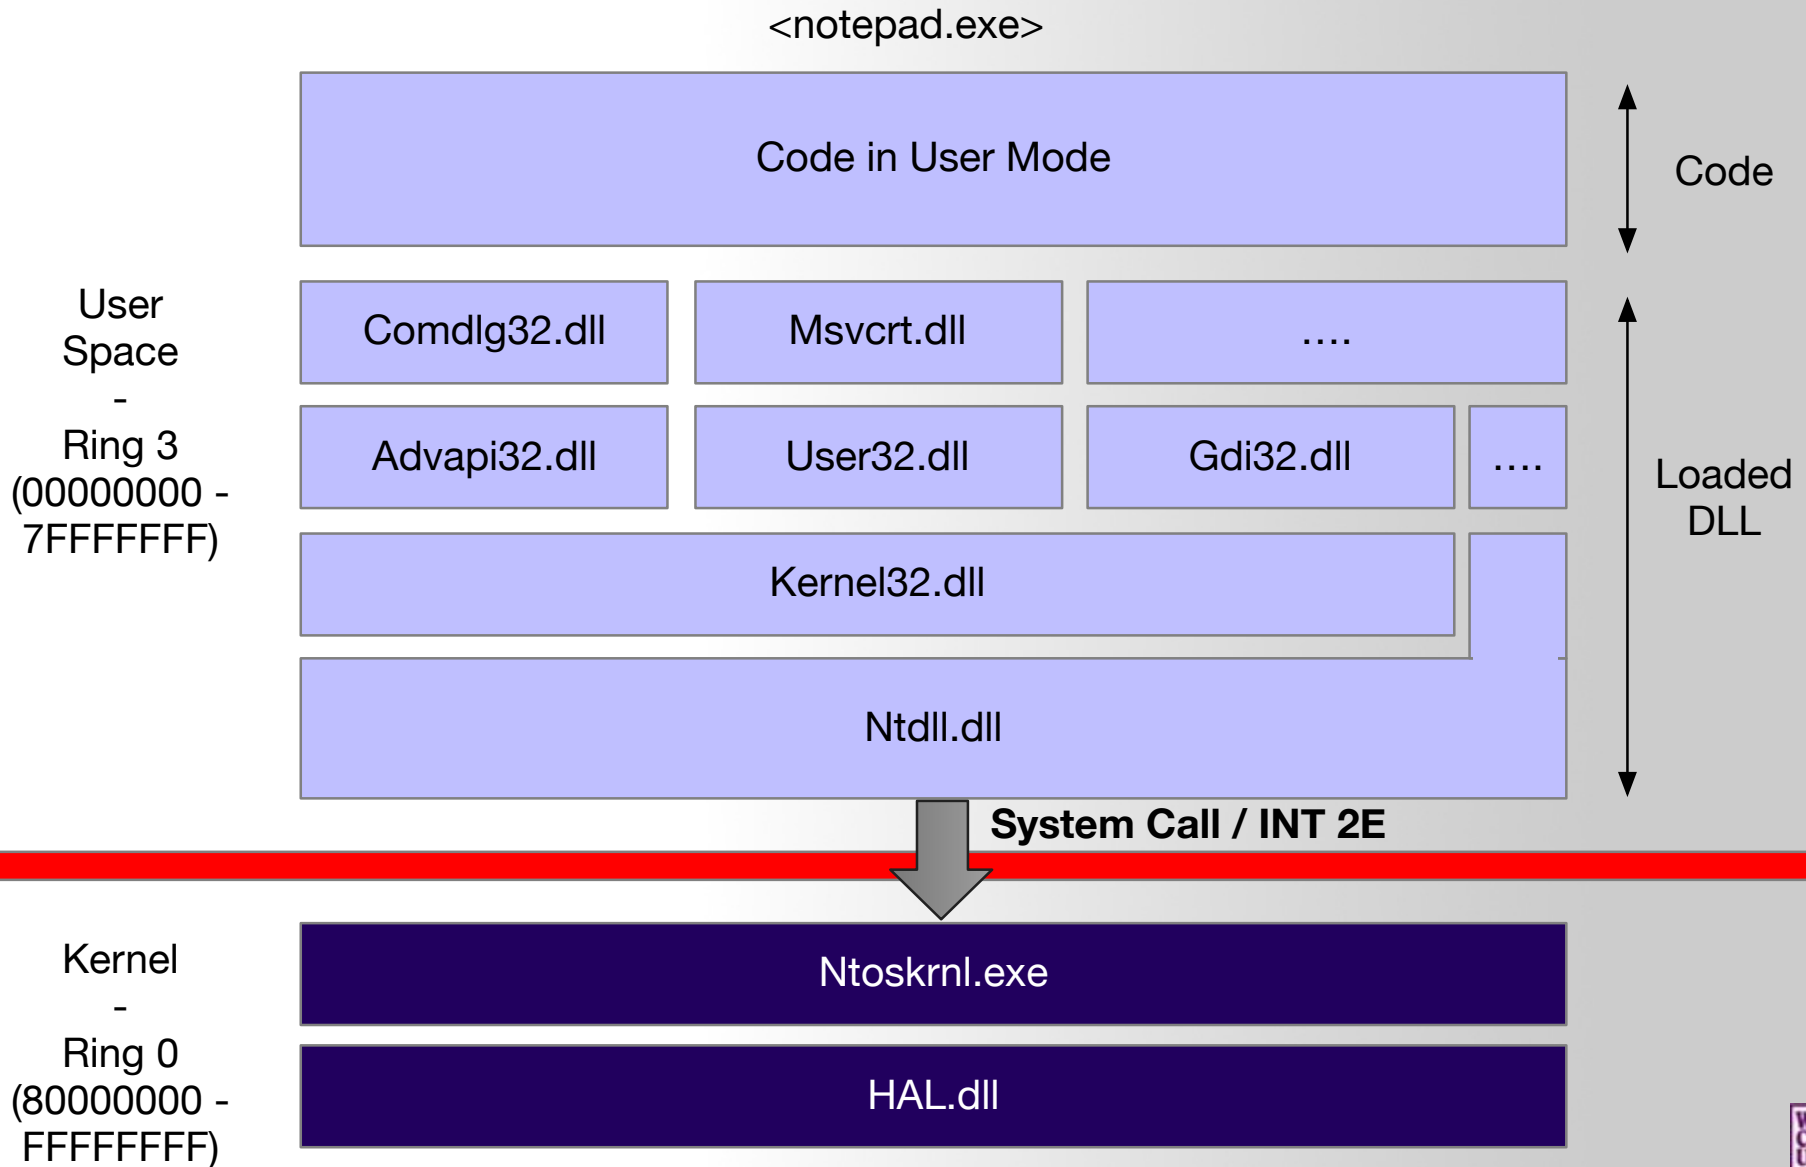 <notepad.exe>
Code in User Mode
Code
User
Space
-
Ring 3
(00000000 -
7FFFFFFF)
Comdlg32.dll
Msvcrt.dll
....
Advapi32.dll
User32.dll
Gdi32.dll
....
Loaded
DLL
Kernel32.dll
Ntdll.dll
System Call / INT 2E
Kernel
-
Ring 0
(80000000 -
FFFFFFFF)
Ntoskrnl.exe
HAL.dll